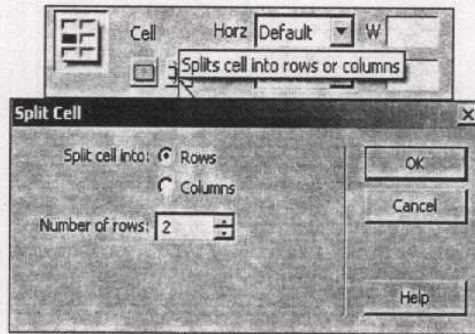 Cell Horz Default W
Splits cell into rows or columns
Split Cell
Split cell into: Rows
Columns
Number of rows: 2
OK
Cancel
Help